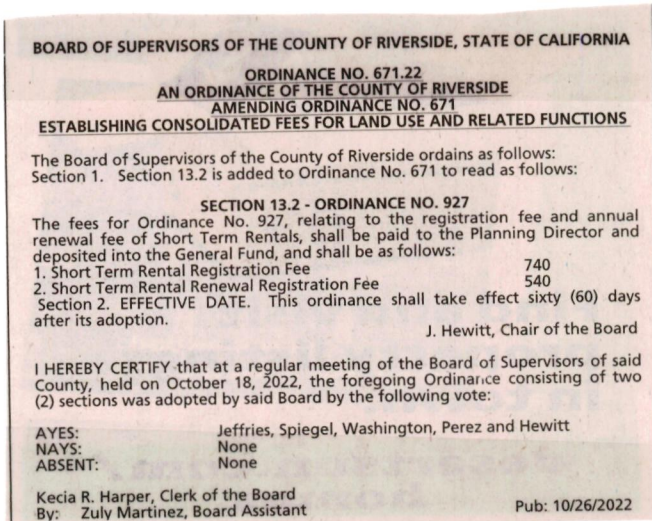 BOARD OF SUPERVISORS OF THE COUNTY OF RIVERSIDE, STATE OF CALIFORNIA
ORDINANCE NO. 671.22
AN ORDINANCE OF THE COUNTY OF RIVERSIDE
AMENDING ORDINANCE NO. 671
ESTABLISHING CONSOLIDATED FEES FOR LAND USE AND RELATED FUNCTIONS
The Board of Supervisors of the County of Riverside ordains as follows:
Section 1. Section 13.2 is added to Ordinance No. 671 to read as follows:
SECTION 13.2 - ORDINANCE NO. 927
The fees for Ordinance No. 927, relating to the registration fee and annual
renewal fee of Short Term Rentals, shall be paid to the Planning Director and
deposited into the General Fund, and shall be as follows:
1. Short Term Rental Registration Fee 740
2. Short Term Rental Renewal Registration Fee 540
Section 2. EFFECTIVE DATE. This ordinance shall take effect sixty (60) days
after its adoption.
J. Hewitt, Chair of the Board
I HEREBY CERTIFY that at a regular meeting of the Board of Supervisors of said
County, held on October 18, 2022, the foregoing Ordinance consisting of two
(2) sections was adopted by said Board by the following vote:
AYES: Jeffries, Spiegel, Washington, Perez and Hewitt
NAYS: None
ABSENT: None
Kecia R. Harper, Clerk of the Board
By: Zuly Martinez, Board Assistant Pub: 10/26/2022